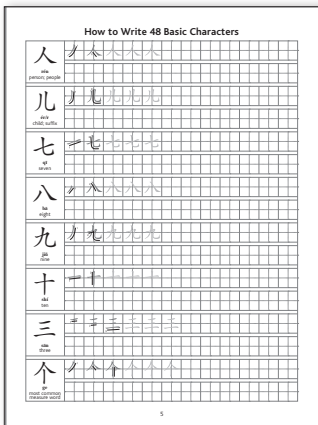 How to Write 48 Basic Characters
人
rén
person; people
儿
ér/r
child; suffix
七
qī
seven
八
bā
eight
九
jiǔ
nine
十
shí
ten
三
sān
three
个
ge
most common
measure word
5